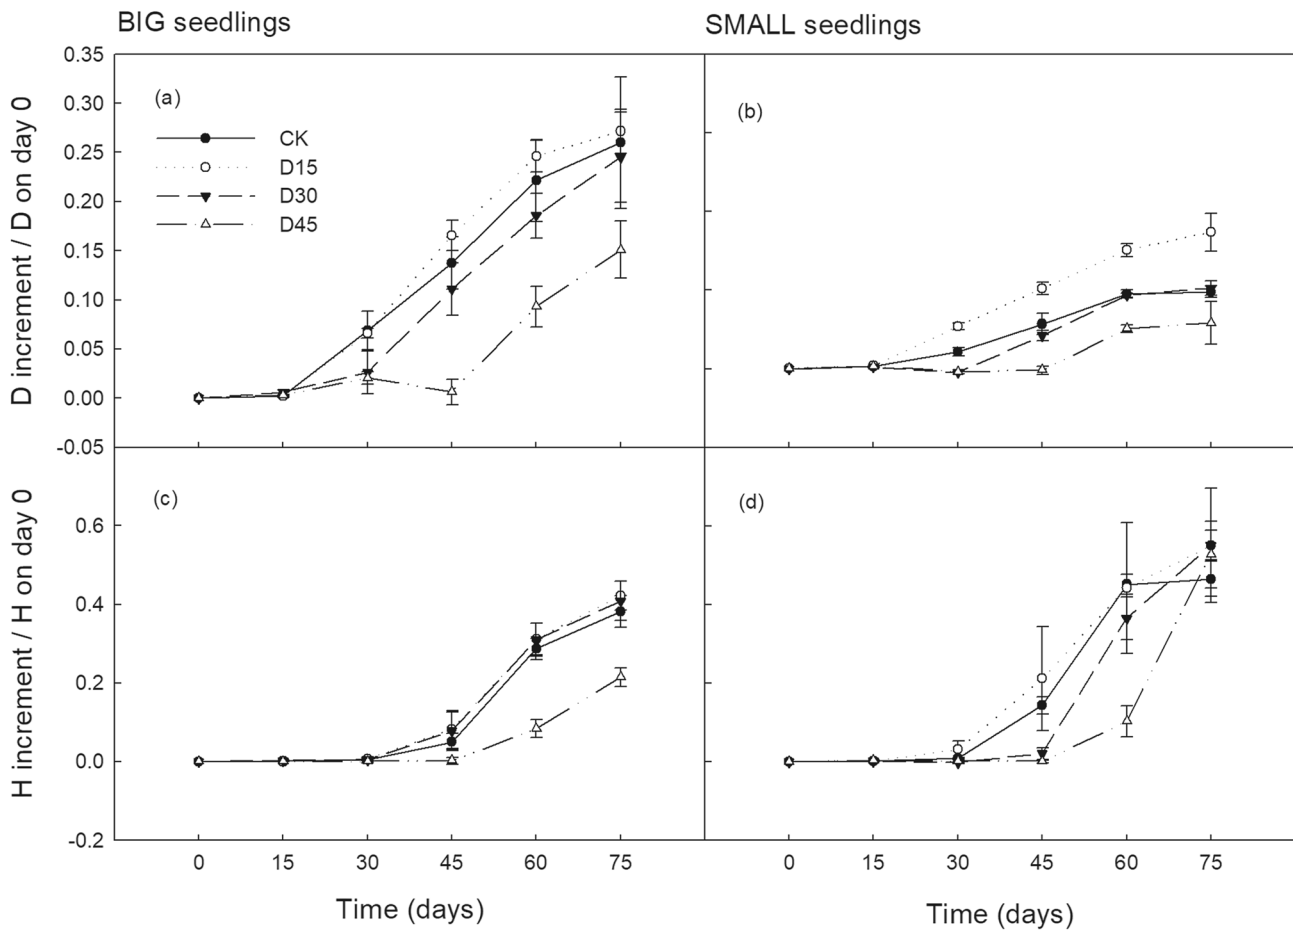 BIG seedlings
SMALL seedlings
D increment / D on day 0
0.35
0.30
0.25
0.20
0.15
0.10
0.05
0.00
-0.05
(a)
CK
D15
D30
D45
(b)
H increment / H on day 0
0.6
0.4
0.2
0.0
-0.2
(c)
(d)
0 15 30 45 60 75
0 15 30 45 60 75
Time (days)
Time (days)